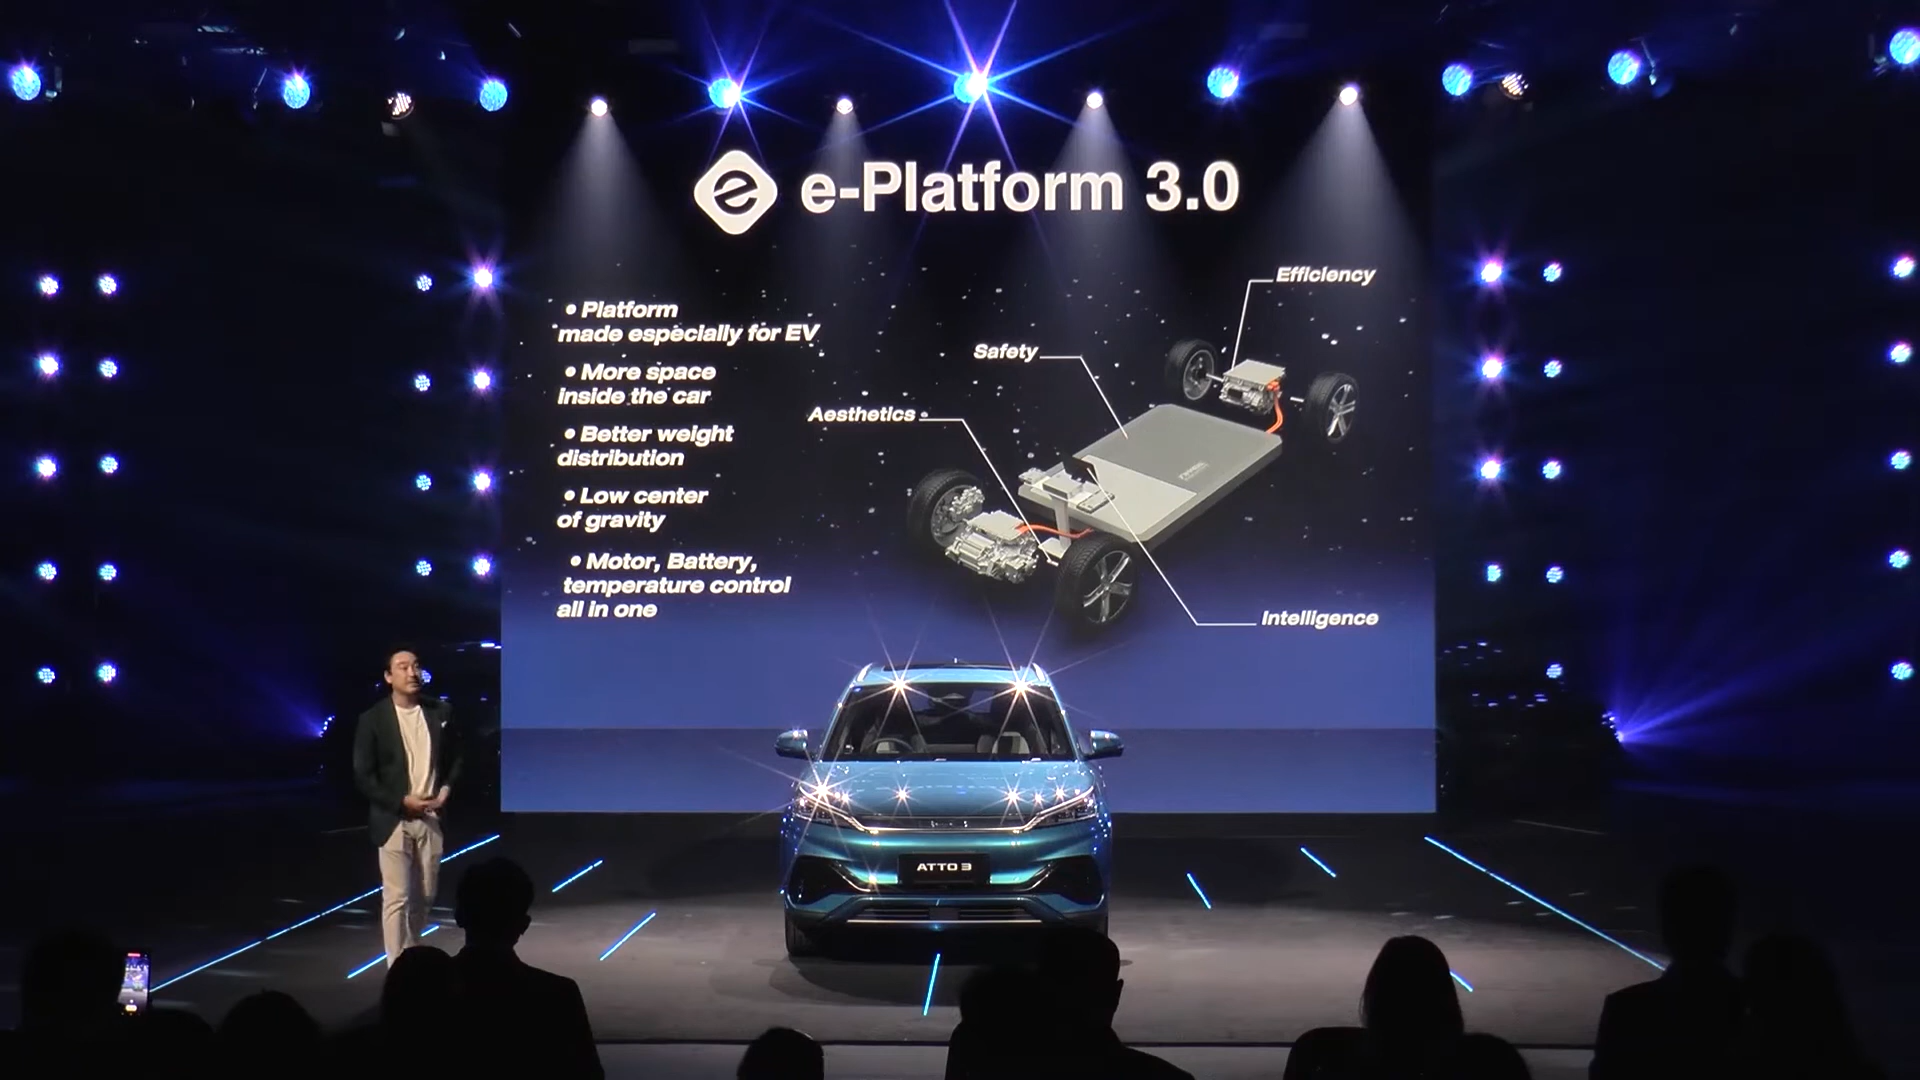 e-Platform 3.0
• Platform
made especially for EV
• More space
inside the car
• Better weight
distribution
• Low center
of gravity
• Motor, Battery,
temperature control
all in one
Efficiency
Safety
Aesthetics
Intelligence
ATTO 3